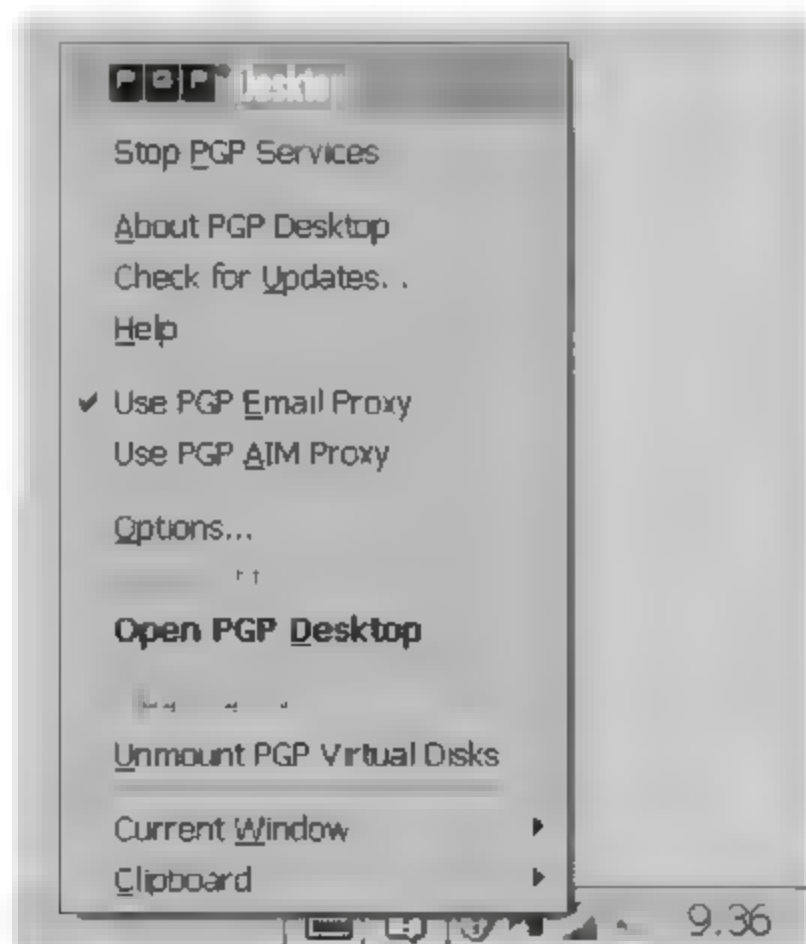 PGP Desktop
Stop PGP Services
About PGP Desktop
Check for Updates. .
Help
Use PGP Email Proxy
Use PGP AIM Proxy
Options...
Open PGP Desktop
Unmount PGP Virtual Disks
Current Window
Clipboard
9.36